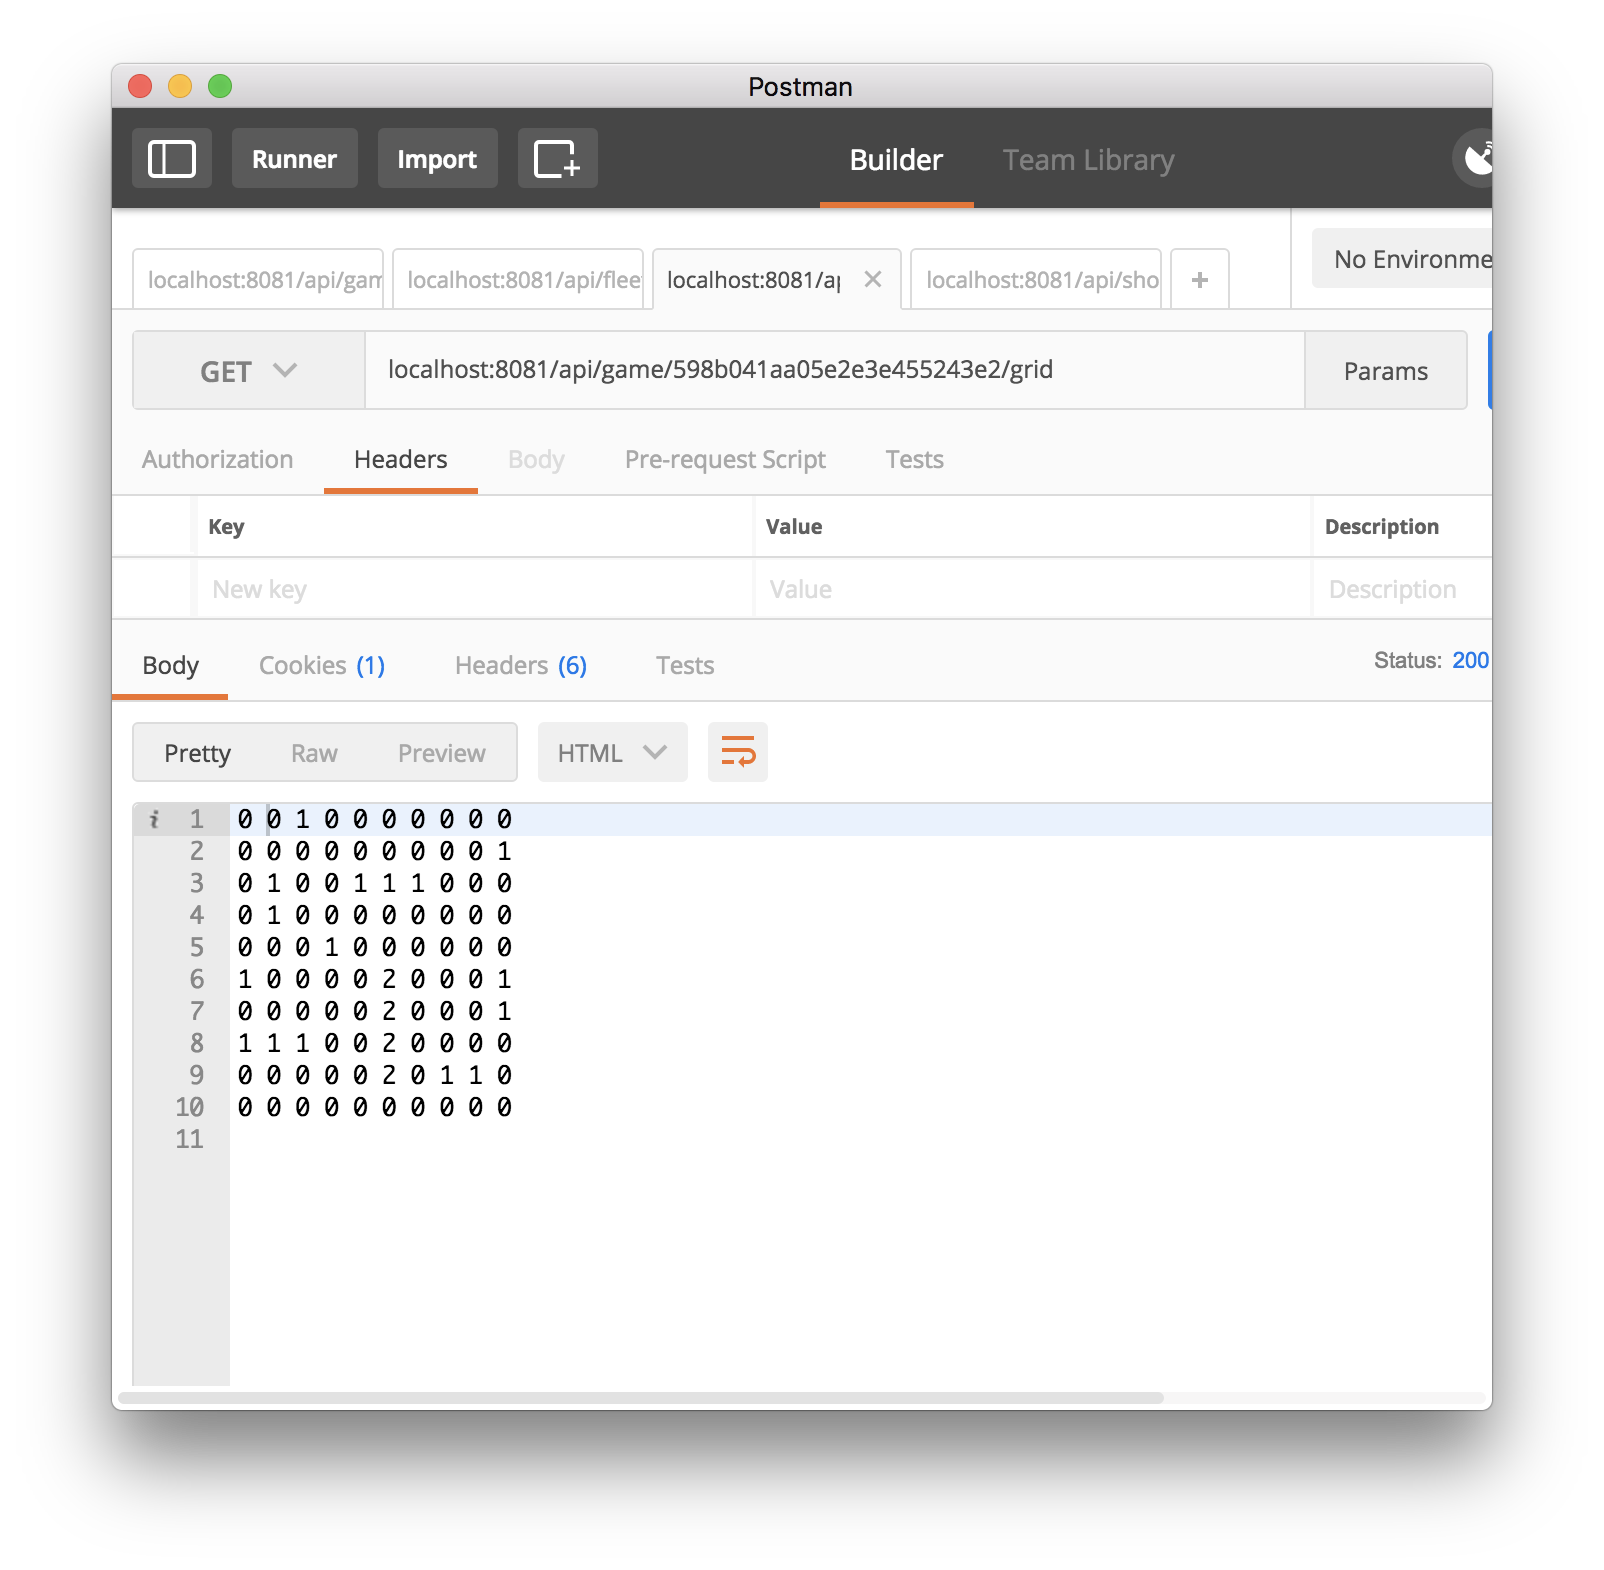 Postman
Runner Import Builder Team Library
localhost:8081/api/gam localhost:8081/api/flee localhost:8081/ap localhost:8081/api/sho + No Environme
GET localhost:8081/api/game/598b041aa05e2e3e455243e2/grid Params
Authorization Headers Body Pre-request Script Tests
Key Value Description
New key Value Description
Body Cookies (1) Headers (6) Tests Status: 200
Pretty Raw Preview HTML
i 1 0 0 1 0 0 0 0 0 0 0
2 0 0 0 0 0 0 0 0 0 1
3 0 1 0 0 1 1 1 0 0 0
4 0 1 0 0 0 0 0 0 0 0
5 0 0 0 1 0 0 0 0 0 0
6 1 0 0 0 0 2 0 0 0 1
7 0 0 0 0 0 2 0 0 0 1
8 1 1 1 0 0 2 0 0 0 0
9 0 0 0 0 0 2 0 1 1 0
10 0 0 0 0 0 0 0 0 0 0
11